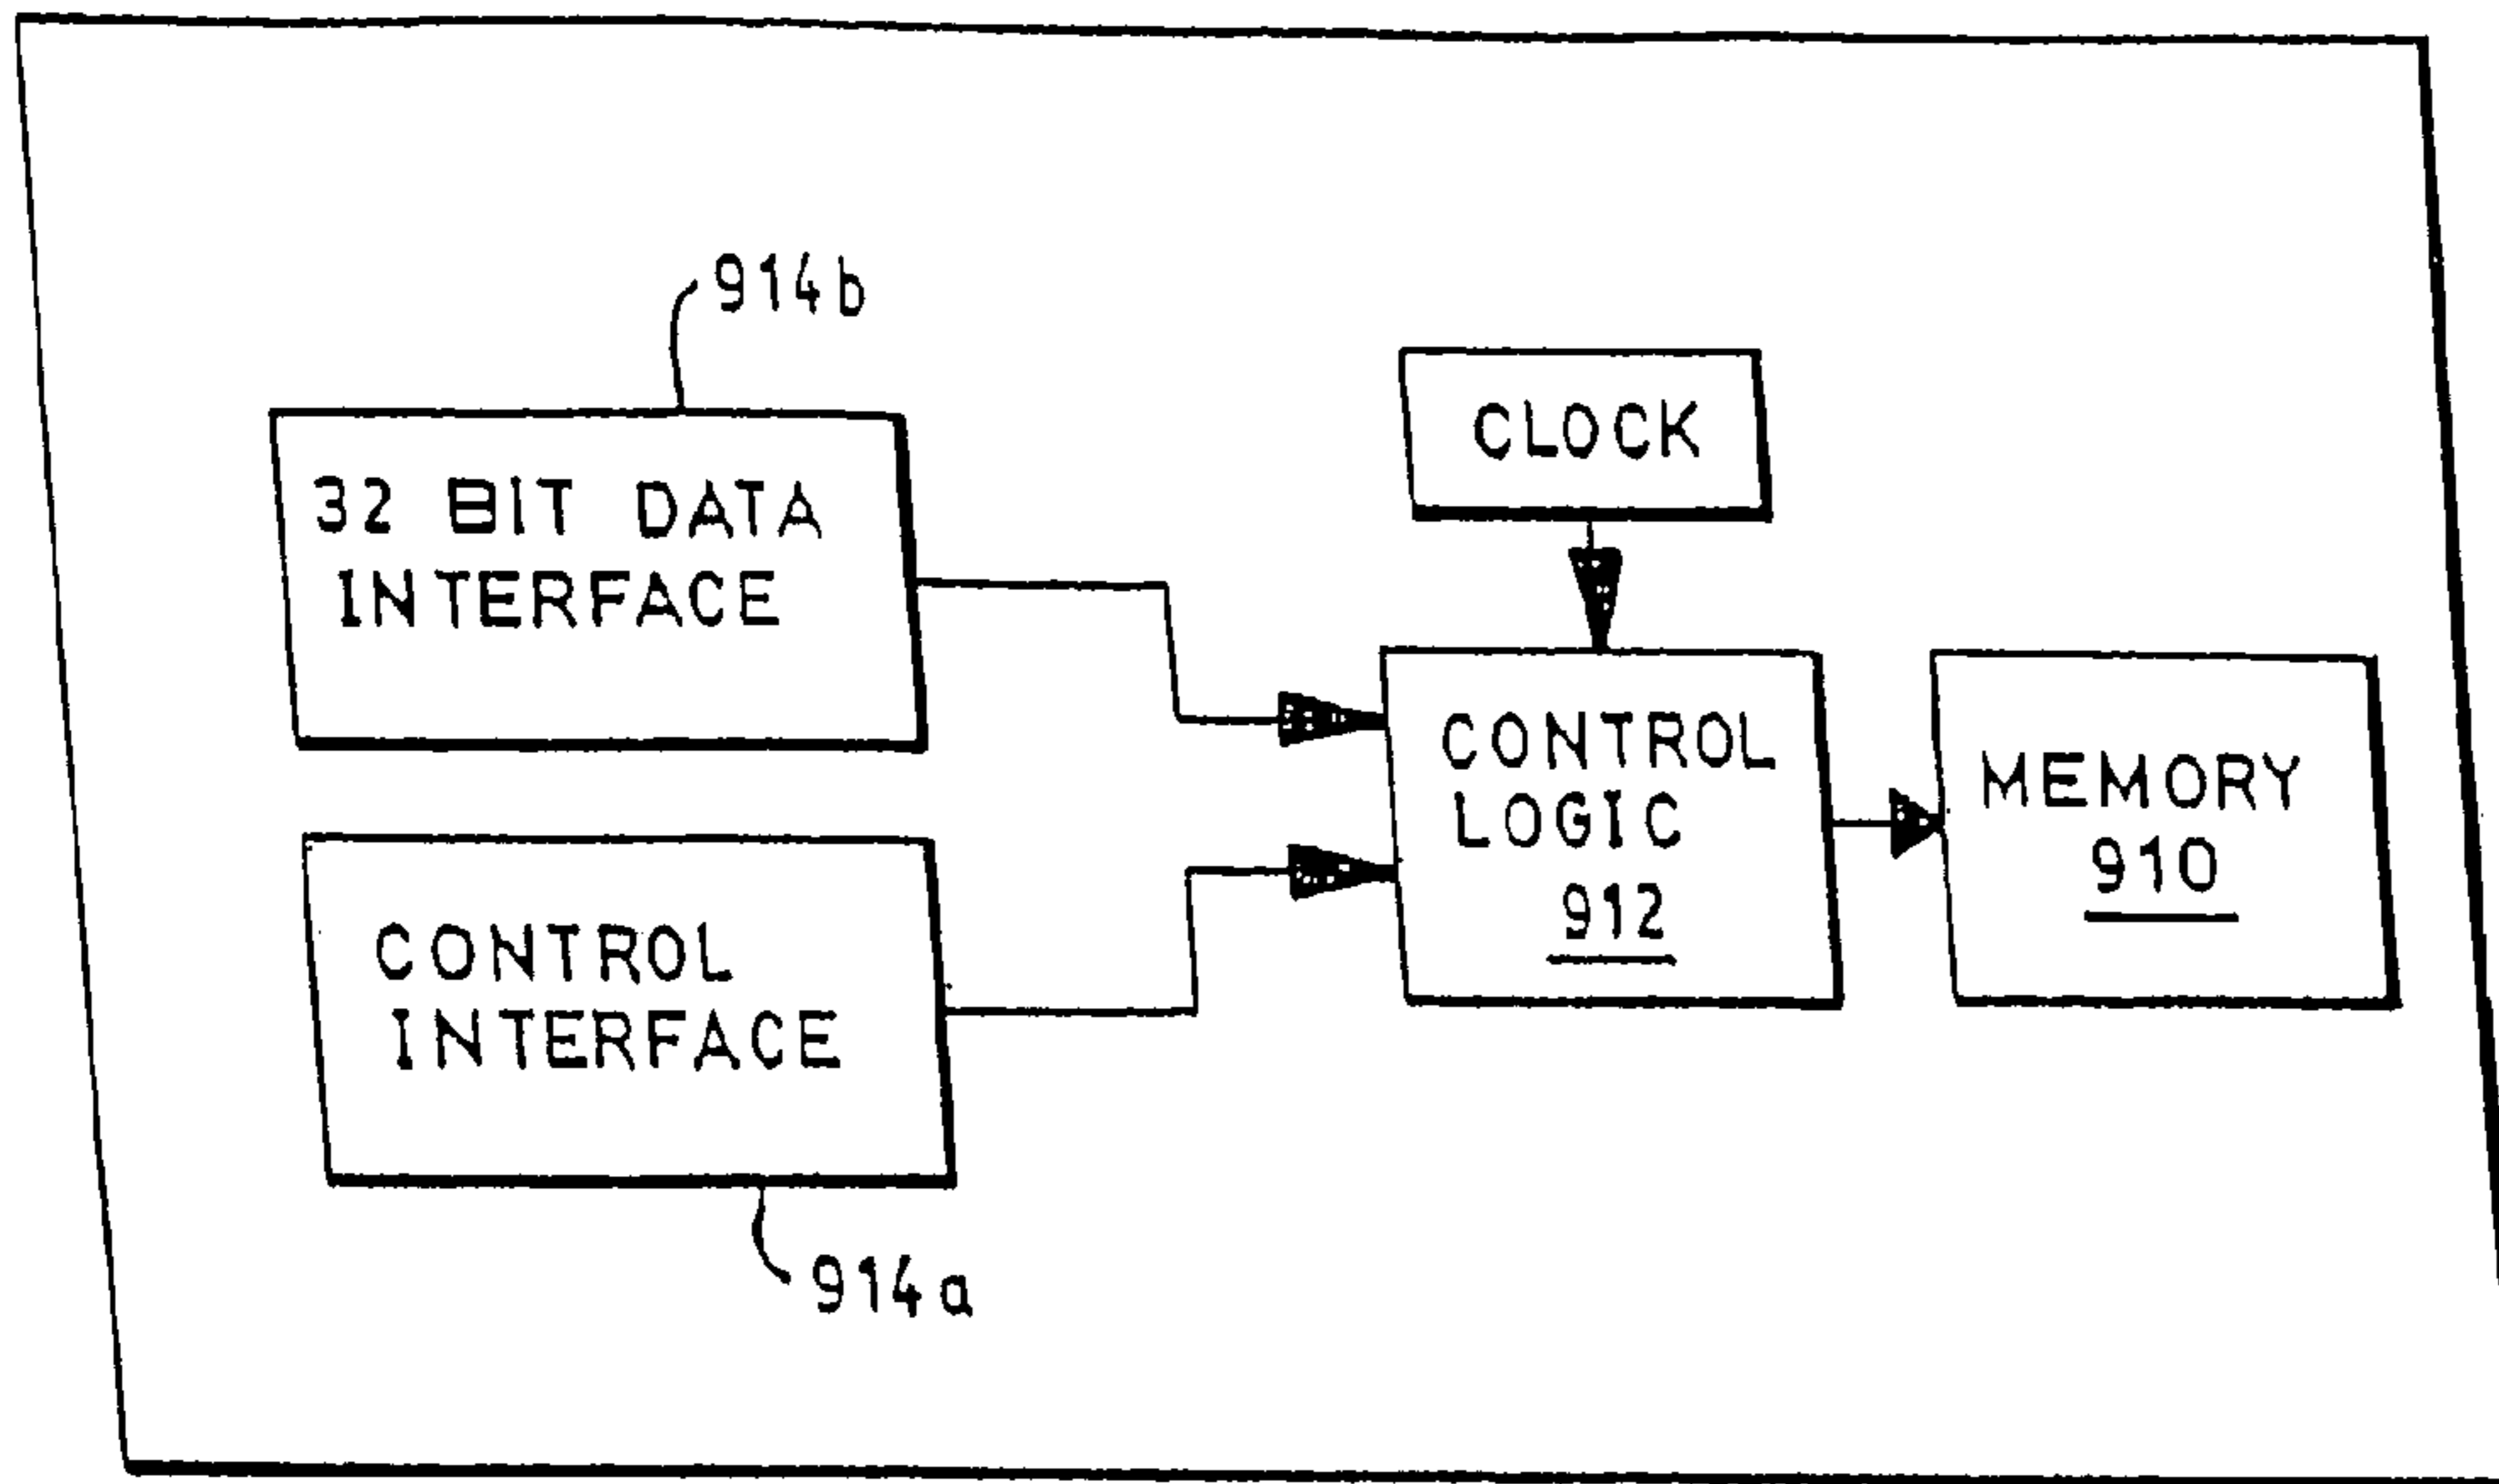 914b
32 BIT DATA
INTERFACE
CLOCK
CONTROL
LOGIC
912
MEMORY
910
CONTROL
INTERFACE
914a